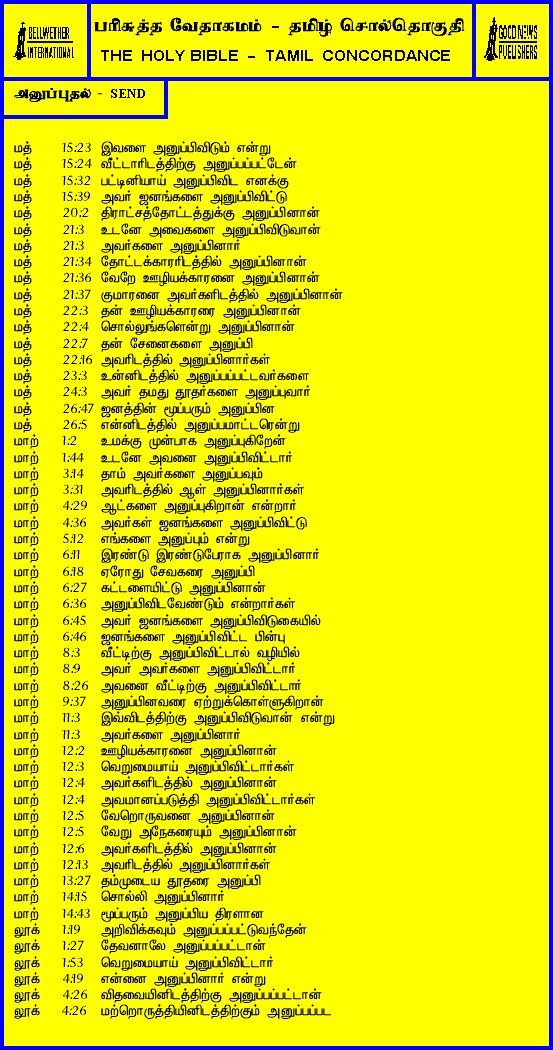 BELLWETHER
INTERNATIONAL
பரிசுத்த வேதாகமம் - தமிழ் சொல்தொகுதி
THE HOLY BIBLE - TAMIL CONCORDANCE
GOOD NEWS
PUBLISHERS
அனுப்புதல் - SEND
மத் 15:23 இவளை அனுப்பிவிடும் என்று
மத் 15:24 வீட்டாரிடத்திற்கு அனுப்பப்பட்டேன்
மத் 15:32 பட்டினியாய் அனுப்பிவிட எனக்கு
மத் 15:39 அவர் ஜனங்களை அனுப்பிவிட்டு
மத் 20:2 திராட்சத்தோட்டத்துக்கு அனுப்பினான்
மத் 21:3 உடனே அவைகளை அனுப்பிவிடுவான்
மத் 21:3 அவர்களை அனுப்பினார்
மத் 21:34 தோட்டக்காரரிடத்தில் அனுப்பினான்
மத் 21:36 வேறே ஊழியக்காரனை அனுப்பினான்
மத் 21:37 குமாரனை அவர்களிடத்தில் அனுப்பினான்
மத் 22:3 தன் ஊழியக்காரரை அனுப்பினான்
மத் 22:4 சொல்லுங்களென்று அனுப்பினான்
மத் 22:7 தன் சேனைகளை அனுப்பி
மத் 22:16 அவரிடத்தில் அனுப்பினார்கள்
மத் 23:3 உன்னிடத்தில் அனுப்பப்பட்டவர்களை
மத் 24:3 அவர் தமது தூதர்களை அனுப்புவார்
மத் 26:47 ஜனத்தின் மூப்பரும் அனுப்பின
மத் 26:5 என்னிடத்தில் அனுப்பமாட்டரென்று
மாற் 1:2 உமக்கு முன்பாக அனுப்புகிறேன்
மாற் 1:44 உடனே அவனை அனுப்பிவிட்டார்
மாற் 3:14 தாம் அவர்களை அனுப்பவும்
மாற் 3:31 அவரிடத்தில் ஆள் அனுப்பினார்கள்
மாற் 4:29 ஆட்களை அனுப்புகிறான் என்றார்
மாற் 4:36 அவர்கள் ஜனங்களை அனுப்பிவிட்டு
மாற் 5:12 எங்களை அனுப்பும் என்று
மாற் 6:11 இரண்டு இரண்டுபேராக அனுப்பினார்
மாற் 6:18 ஏரோது சேவகரை அனுப்பி
மாற் 6:27 கட்டளையிட்டு அனுப்பினான்
மாற் 6:36 அனுப்பிவிடவேண்டும் என்றார்கள்
மாற் 6:45 அவர் ஜனங்களை அனுப்பிவிடுகையில்
மாற் 6:46 ஜனங்களை அனுப்பிவிட்ட பின்பு
மாற் 8:3 வீட்டிற்கு அனுப்பிவிட்டால் வழியில்
மாற் 8:9 அவர் அவர்களை அனுப்பிவிட்டார்
மாற் 8:26 அவனை வீட்டிற்கு அனுப்பிவிட்டார்
மாற் 9:37 அனுப்பினவரை ஏற்றுக்கொள்ளுகிறான்
மாற் 11:3 இவ்விடத்திற்கு அனுப்பிவிடுவான் என்று
மாற் 11:3 அவர்களை அனுப்பினார்
மாற் 12:2 ஊழியக்காரனை அனுப்பினான்
மாற் 12:3 வெறுமையாய் அனுப்பிவிட்டார்கள்
மாற் 12:4 அவர்களிடத்தில் அனுப்பினான்
மாற் 12:4 அவமானப்படுத்தி அனுப்பிவிட்டார்கள்
மாற் 12:5 வேறொருவனை அனுப்பினான்
மாற் 12:5 வேறு அநேகரையும் அனுப்பினான்
மாற் 12:6 அவர்களிடத்தில் அனுப்பினான்
மாற் 12:13 அவரிடத்தில் அனுப்பினார்கள்
மாற் 13:27 தம்முடைய தூதரை அனுப்பி
மாற் 14:15 சொல்லி அனுப்பினார்
மாற் 14:43 மூப்பரும் அனுப்பிய திரளான
லூக் 1:19 அறிவிக்கவும் அனுப்பப்பட்டுவந்தேன்
லூக் 1:27 தேவனாலே அனுப்பப்பட்டான்
லூக் 1:53 வெறுமையாய் அனுப்பிவிட்டார்
லூக் 4:19 என்னை அனுப்பினார் என்று
லூக் 4:26 விதவையினிடத்திற்கு அனுப்பப்பட்டான்
லூக் 4:26 மற்றொருத்தியினிடத்திற்கும் அனுப்பப்பட